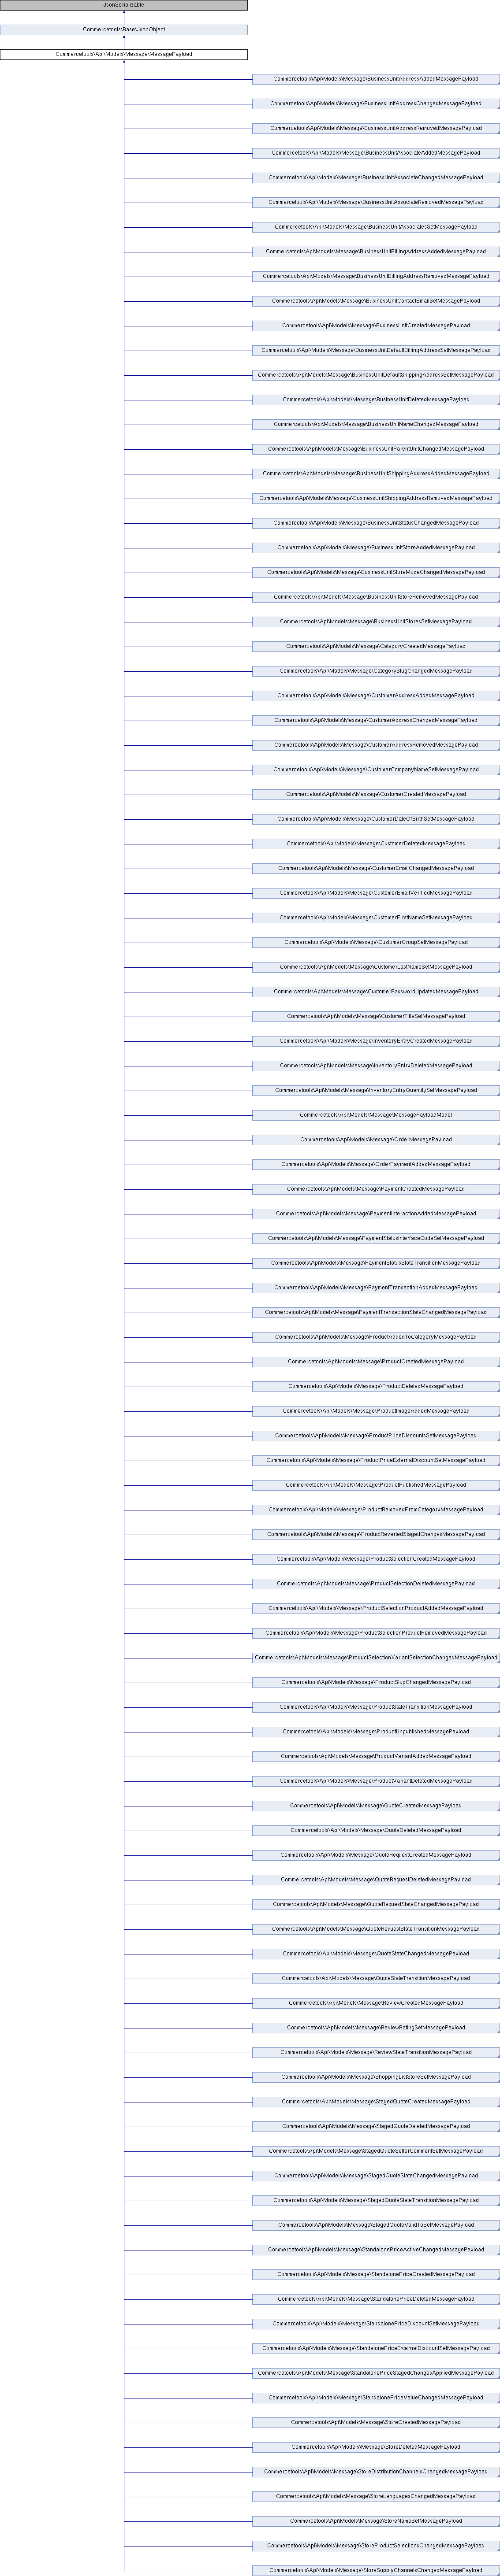 JsonSerializable
Commercetools\Base\JsonObject
Commercetools\Api\Models\Message\MessagePayload
Commercetools\Api\Models\Message\BusinessUnitAddressAddedMessagePayload
Commercetools\Api\Models\Message\BusinessUnitAddressChangedMessagePayload
Commercetools\Api\Models\Message\BusinessUnitAddressRemovedMessagePayload
Commercetools\Api\Models\Message\BusinessUnitAssociateAddedMessagePayload
Commercetools\Api\Models\Message\BusinessUnitAssociateChangedMessagePayload
Commercetools\Api\Models\Message\BusinessUnitAssociateRemovedMessagePayload
Commercetools\Api\Models\Message\BusinessUnitAssociatesSetMessagePayload
Commercetools\Api\Models\Message\BusinessUnitBillingAddressAddedMessagePayload
Commercetools\Api\Models\Message\BusinessUnitBillingAddressRemovedMessagePayload
Commercetools\Api\Models\Message\BusinessUnitContactEmailSetMessagePayload
Commercetools\Api\Models\Message\BusinessUnitCreatedMessagePayload
Commercetools\Api\Models\Message\BusinessUnitDefaultBillingAddressSetMessagePayload
Commercetools\Api\Models\Message\BusinessUnitDefaultShippingAddressSetMessagePayload
Commercetools\Api\Models\Message\BusinessUnitDeletedMessagePayload
Commercetools\Api\Models\Message\BusinessUnitNameChangedMessagePayload
Commercetools\Api\Models\Message\BusinessUnitParentUnitChangedMessagePayload
Commercetools\Api\Models\Message\BusinessUnitShippingAddressAddedMessagePayload
Commercetools\Api\Models\Message\BusinessUnitShippingAddressRemovedMessagePayload
Commercetools\Api\Models\Message\BusinessUnitStatusChangedMessagePayload
Commercetools\Api\Models\Message\BusinessUnitStoreAddedMessagePayload
Commercetools\Api\Models\Message\BusinessUnitStoreModeChangedMessagePayload
Commercetools\Api\Models\Message\BusinessUnitStoreRemovedMessagePayload
Commercetools\Api\Models\Message\BusinessUnitStoresSetMessagePayload
Commercetools\Api\Models\Message\CategoryCreatedMessagePayload
Commercetools\Api\Models\Message\CategorySlugChangedMessagePayload
Commercetools\Api\Models\Message\CustomerAddressAddedMessagePayload
Commercetools\Api\Models\Message\CustomerAddressChangedMessagePayload
Commercetools\Api\Models\Message\CustomerAddressRemovedMessagePayload
Commercetools\Api\Models\Message\CustomerCompanyNameSetMessagePayload
Commercetools\Api\Models\Message\CustomerCreatedMessagePayload
Commercetools\Api\Models\Message\CustomerDateOfBirthSetMessagePayload
Commercetools\Api\Models\Message\CustomerDeletedMessagePayload
Commercetools\Api\Models\Message\CustomerEmailChangedMessagePayload
Commercetools\Api\Models\Message\CustomerEmailVerifiedMessagePayload
Commercetools\Api\Models\Message\CustomerFirstNameSetMessagePayload
Commercetools\Api\Models\Message\CustomerGroupSetMessagePayload
Commercetools\Api\Models\Message\CustomerLastNameSetMessagePayload
Commercetools\Api\Models\Message\CustomerPasswordUpdatedMessagePayload
Commercetools\Api\Models\Message\CustomerTitleSetMessagePayload
Commercetools\Api\Models\Message\InventoryEntryCreatedMessagePayload
Commercetools\Api\Models\Message\InventoryEntryDeletedMessagePayload
Commercetools\Api\Models\Message\InventoryEntryQuantitySetMessagePayload
Commercetools\Api\Models\Message\MessagePayloadModel
Commercetools\Api\Models\Message\OrderMessagePayload
Commercetools\Api\Models\Message\OrderPaymentAddedMessagePayload
Commercetools\Api\Models\Message\PaymentCreatedMessagePayload
Commercetools\Api\Models\Message\PaymentInteractionAddedMessagePayload
Commercetools\Api\Models\Message\PaymentStatusInterfaceCodeSetMessagePayload
Commercetools\Api\Models\Message\PaymentStatusStateTransitionMessagePayload
Commercetools\Api\Models\Message\PaymentTransactionAddedMessagePayload
Commercetools\Api\Models\Message\PaymentTransactionStateChangedMessagePayload
Commercetools\Api\Models\Message\ProductAddedToCategoryMessagePayload
Commercetools\Api\Models\Message\ProductCreatedMessagePayload
Commercetools\Api\Models\Message\ProductDeletedMessagePayload
Commercetools\Api\Models\Message\ProductImageAddedMessagePayload
Commercetools\Api\Models\Message\ProductPriceDiscountsSetMessagePayload
Commercetools\Api\Models\Message\ProductPriceExternalDiscountSetMessagePayload
Commercetools\Api\Models\Message\ProductPublishedMessagePayload
Commercetools\Api\Models\Message\ProductRemovedFromCategoryMessagePayload
Commercetools\Api\Models\Message\ProductRevertedStagedChangesMessagePayload
Commercetools\Api\Models\Message\ProductSelectionCreatedMessagePayload
Commercetools\Api\Models\Message\ProductSelectionDeletedMessagePayload
Commercetools\Api\Models\Message\ProductSelectionProductAddedMessagePayload
Commercetools\Api\Models\Message\ProductSelectionProductRemovedMessagePayload
Commercetools\Api\Models\Message\ProductSelectionVariantSelectionChangedMessagePayload
Commercetools\Api\Models\Message\ProductSlugChangedMessagePayload
Commercetools\Api\Models\Message\ProductStateTransitionMessagePayload
Commercetools\Api\Models\Message\ProductUnpublishedMessagePayload
Commercetools\Api\Models\Message\ProductVariantAddedMessagePayload
Commercetools\Api\Models\Message\ProductVariantDeletedMessagePayload
Commercetools\Api\Models\Message\QuoteCreatedMessagePayload
Commercetools\Api\Models\Message\QuoteDeletedMessagePayload
Commercetools\Api\Models\Message\QuoteRequestCreatedMessagePayload
Commercetools\Api\Models\Message\QuoteRequestDeletedMessagePayload
Commercetools\Api\Models\Message\QuoteRequestStateChangedMessagePayload
Commercetools\Api\Models\Message\QuoteRequestStateTransitionMessagePayload
Commercetools\Api\Models\Message\QuoteStateChangedMessagePayload
Commercetools\Api\Models\Message\QuoteStateTransitionMessagePayload
Commercetools\Api\Models\Message\ReviewCreatedMessagePayload
Commercetools\Api\Models\Message\ReviewRatingSetMessagePayload
Commercetools\Api\Models\Message\ReviewStateTransitionMessagePayload
Commercetools\Api\Models\Message\ShoppingListStoreSetMessagePayload
Commercetools\Api\Models\Message\StagedQuoteCreatedMessagePayload
Commercetools\Api\Models\Message\StagedQuoteDeletedMessagePayload
Commercetools\Api\Models\Message\StagedQuoteSellerCommentSetMessagePayload
Commercetools\Api\Models\Message\StagedQuoteStateChangedMessagePayload
Commercetools\Api\Models\Message\StagedQuoteStateTransitionMessagePayload
Commercetools\Api\Models\Message\StagedQuoteValidToSetMessagePayload
Commercetools\Api\Models\Message\StandalonePriceActiveChangedMessagePayload
Commercetools\Api\Models\Message\StandalonePriceCreatedMessagePayload
Commercetools\Api\Models\Message\StandalonePriceDeletedMessagePayload
Commercetools\Api\Models\Message\StandalonePriceDiscountSetMessagePayload
Commercetools\Api\Models\Message\StandalonePriceExternalDiscountSetMessagePayload
Commercetools\Api\Models\Message\StandalonePriceStagedChangesAppliedMessagePayload
Commercetools\Api\Models\Message\StandalonePriceValueChangedMessagePayload
Commercetools\Api\Models\Message\StoreCreatedMessagePayload
Commercetools\Api\Models\Message\StoreDeletedMessagePayload
Commercetools\Api\Models\Message\StoreDistributionChannelsChangedMessagePayload
Commercetools\Api\Models\Message\StoreLanguagesChangedMessagePayload
Commercetools\Api\Models\Message\StoreNameSetMessagePayload
Commercetools\Api\Models\Message\StoreProductSelectionsChangedMessagePayload
Commercetools\Api\Models\Message\StoreSupplyChannelsChangedMessagePayload